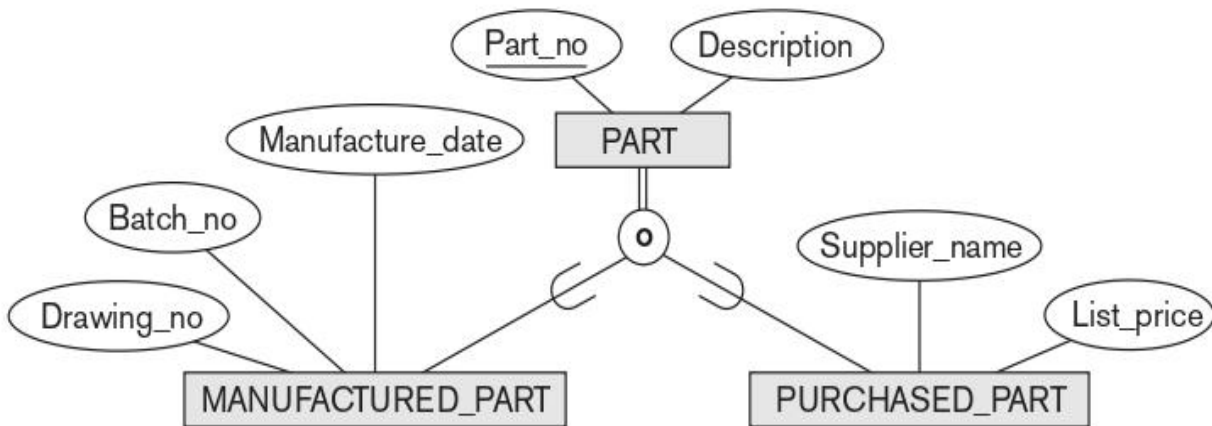 Part_no
Description
Manufacture_date
PART
Batch_no
o
Supplier_name
Drawing_no
List_price
MANUFACTURED_PART
PURCHASED_PART